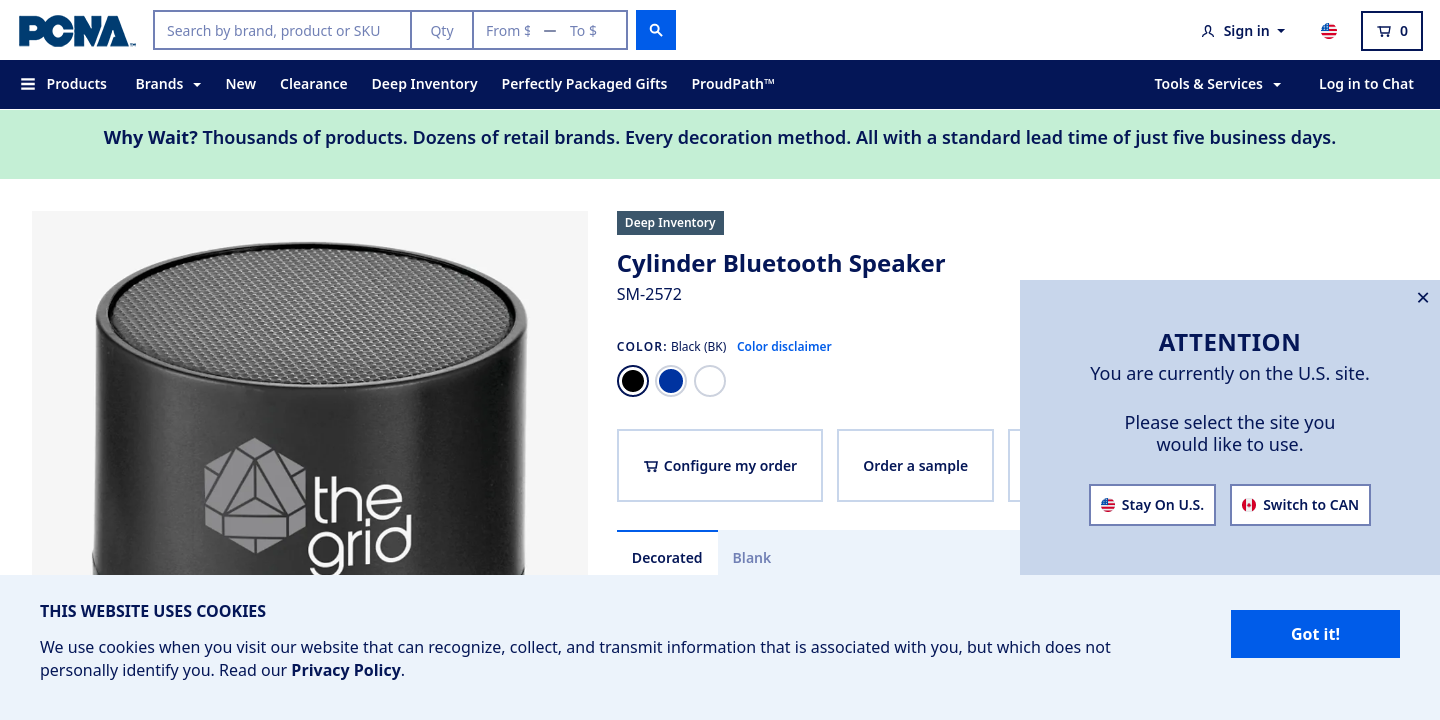 PCNA™
Search by brand, product or SKU
Qty
From $ — To $
Sign in
0
Products
Brands
New
Clearance
Deep Inventory
Perfectly Packaged Gifts
ProudPath™
Tools & Services
Log in to Chat
Why Wait? Thousands of products. Dozens of retail brands. Every decoration method. All with a standard lead time of just five business days.
the
grid
Deep Inventory
Cylinder Bluetooth Speaker
SM-2572
COLOR: Black (BK) Color disclaimer
Configure my order
Order a sample
Decorated
Blank
ATTENTION
You are currently on the U.S. site.
Please select the site you
would like to use.
Stay On U.S.
Switch to CAN
THIS WEBSITE USES COOKIES
We use cookies when you visit our website that can recognize, collect, and transmit information that is associated with you, but which does not
personally identify you. Read our Privacy Policy.
Got it!